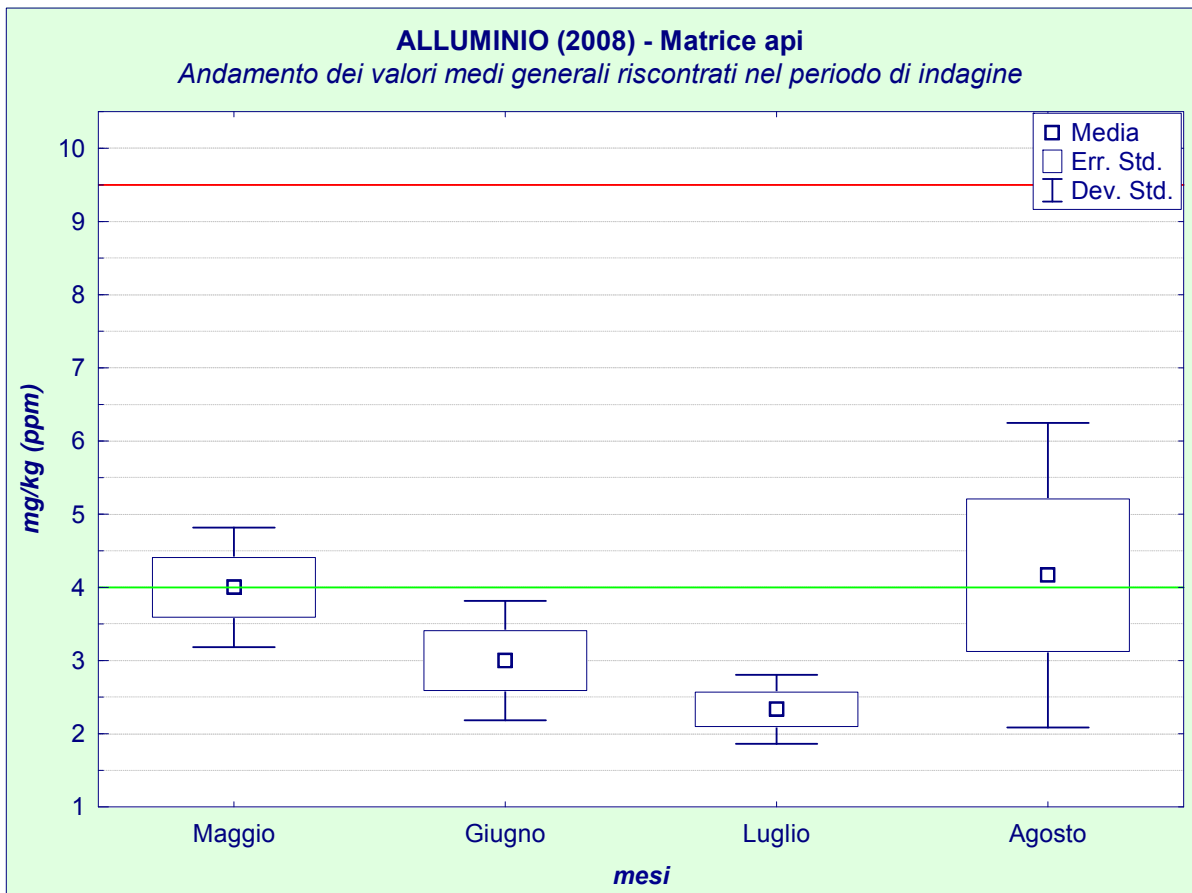 ALLUMINIO (2008) - Matrice api
Andamento dei valori medi generali riscontrati nel periodo di indagine
Media
Err. Std.
Dev. Std.
10
9
8
7
6
5
4
3
2
1
mg/kg (ppm)
Maggio
Giugno
Luglio
Agosto
mesi